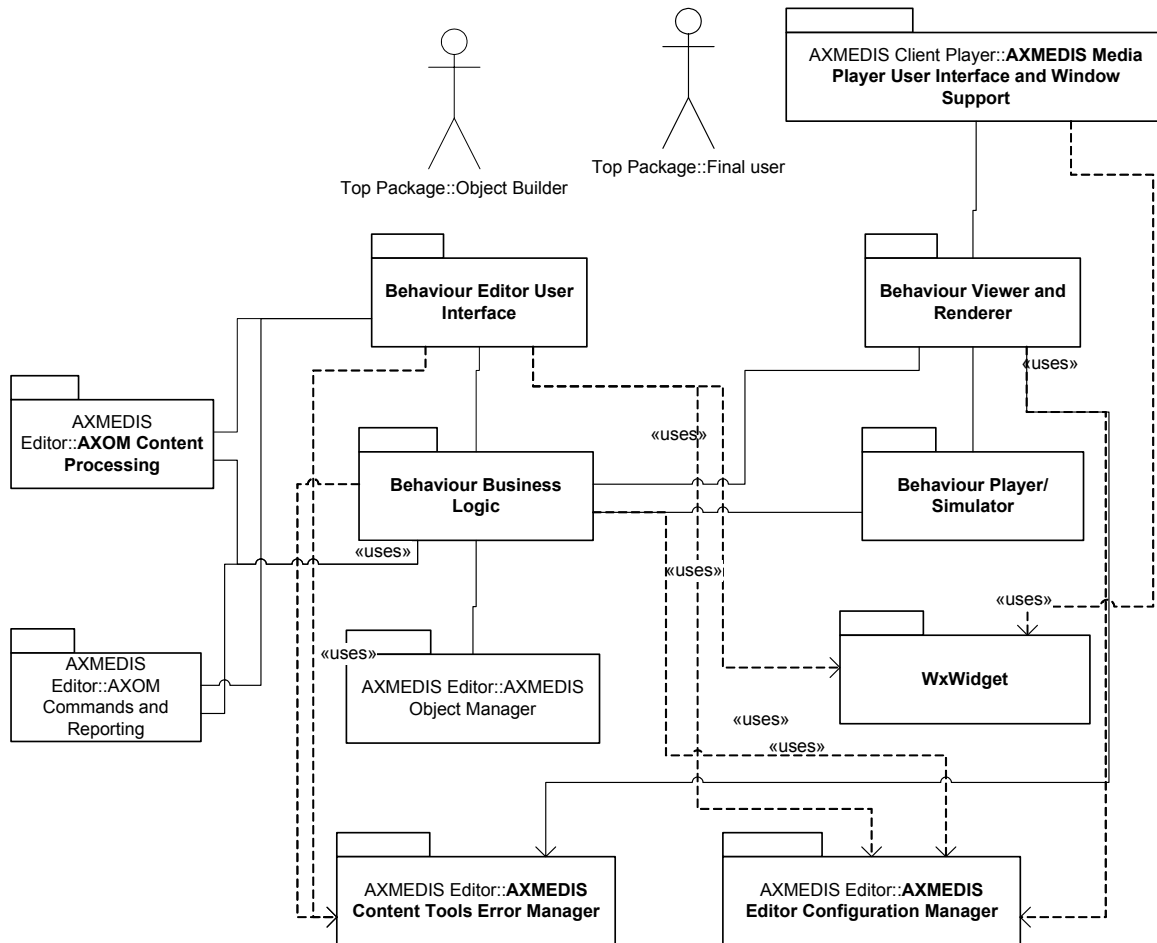 AXMEDIS Client Player::AXMEDIS Media
Player User Interface and Window
Support
Top Package::Object Builder
Top Package::Final user
Behaviour Editor User
Interface
Behaviour Viewer and
Renderer
«uses»
AXMEDIS
Editor::AXOM Content
Processing
«uses»
Behaviour Business
Logic
Behaviour Player/
Simulator
«uses»
«uses»
«uses»
«uses»
AXMEDIS
Editor::AXOM
Commands and
Reporting
AXMEDIS Editor::AXMEDIS
Object Manager
WxWidget
«uses»
«uses»
AXMEDIS Editor::AXMEDIS
Content Tools Error Manager
AXMEDIS Editor::AXMEDIS
Editor Configuration Manager